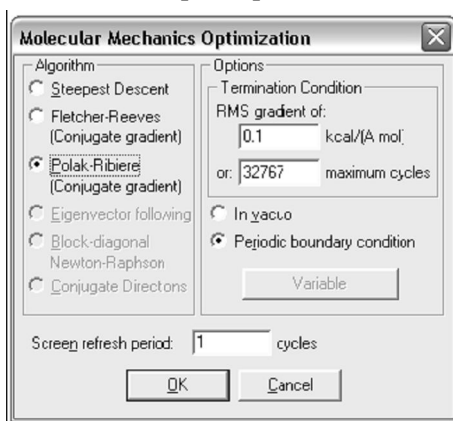 Molecular Mechanics Optimization
Algorithm
Steepest Descent
Fletcher-Reeves
(Conjugate gradient)
Polak-Ribiere
(Conjugate gradient)
Eigenvector following
Block-diagonal
Newton-Raphson
Conjugate Directons
Options
Termination Condition
RMS gradient of:
0.1 kcal/(A mol)
or: 32767 maximum cycles
In vacuo
Periodic boundary condition
Variable
Screen refresh period: 1 cycles
OK Cancel